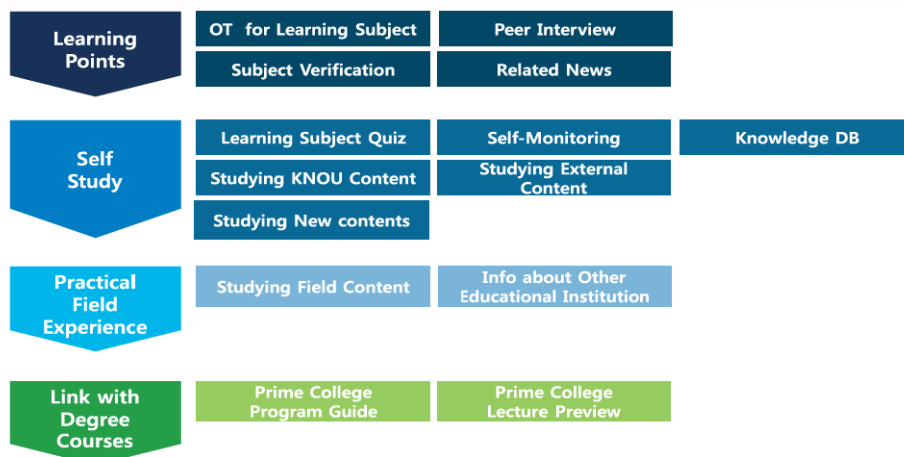 Learning
Points
OT for Learning Subject
Peer Interview
Subject Verification
Related News
Self
Study
Learning Subject Quiz
Self-Monitoring
Knowledge DB
Studying KNOU Content
Studying External
Content
Studying New contents
Practical
Field
Experience
Studying Field Content
Info about Other
Educational Institution
Link with
Degree
Courses
Prime College
Program Guide
Prime College
Lecture Preview